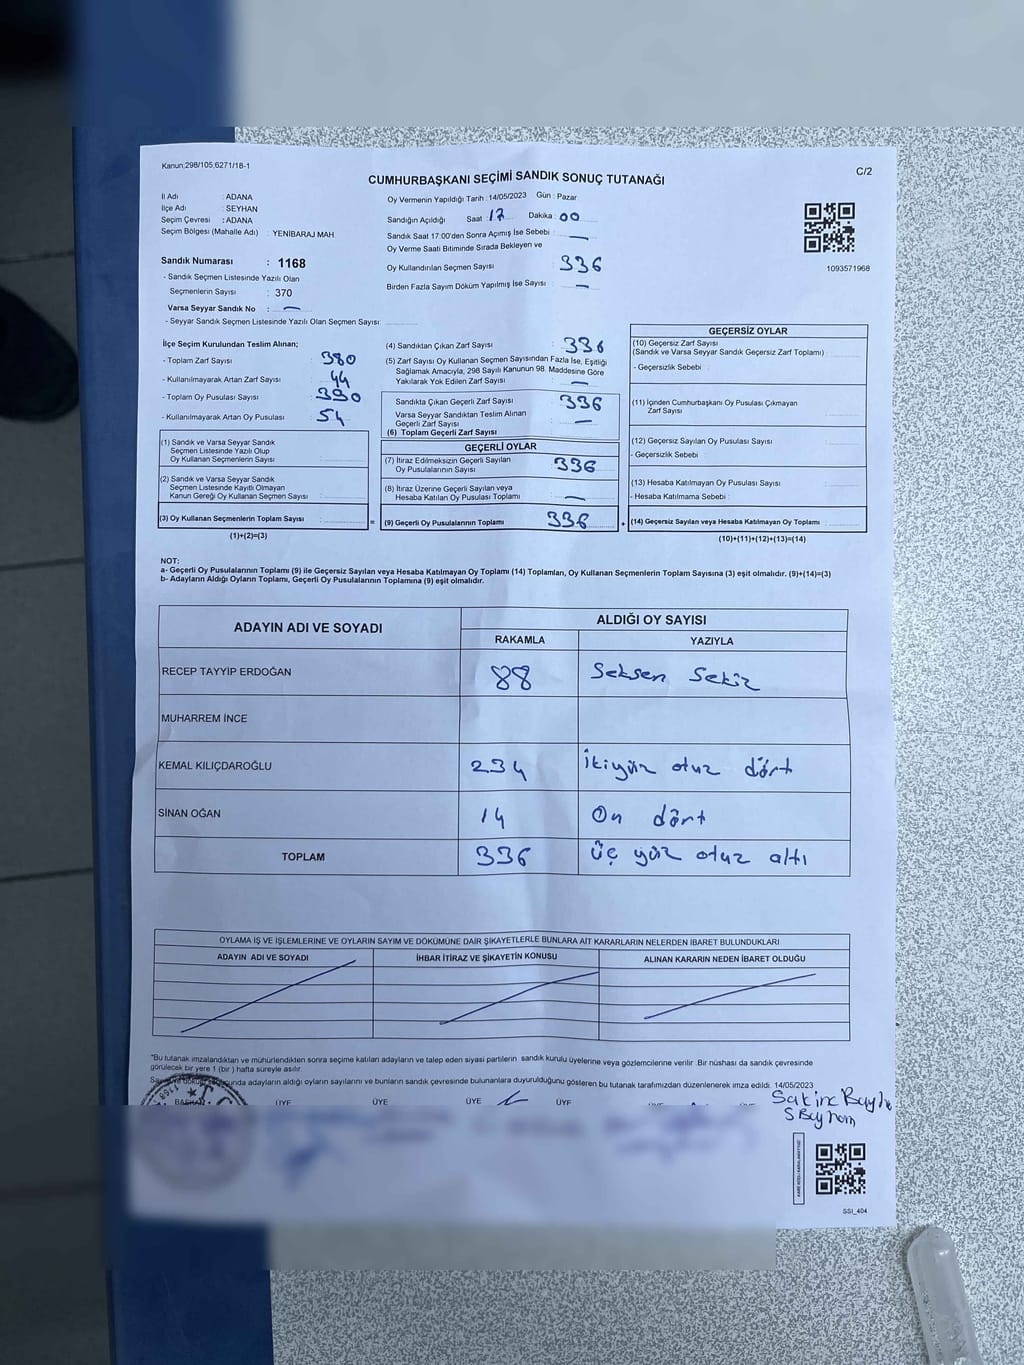 Kanun;298/105,6271/18-1
C/2
CUMHURBAŞKANI SEÇİMİ SANDIK SONUÇ TUTANAĞI
İl Adı : ADANA
İlçe Adı : SEYHAN
Seçim Çevresi : ADANA
Seçim Bölgesi (Mahalle Adı) : YENİBARAJ MAH.
Oy Vermenin Yapıldığı Tarih :14/05/2023 Gün : Pazar
Sandığın Açıldığı Saat : 17 Dakika : 00
Sandık Saat 17.00'den Sonra Açımış İse Sebebi : —
Oy Verme Saati Bitiminde Sırada Bekleyen ve
Oy Kullandırılan Seçmen Sayısı : 336
Birden Fazla Sayım Döküm Yapılmış İse Sayısı : —
1093571968
Sandık Numarası : 1168
- Sandık Seçmen Listesinde Yazılı Olan
Seçmenlerin Sayısı : 370
Varsa Seyyar Sandık No : —
- Seyyar Sandık Seçmen Listesinde Yazılı Olan Seçmen Sayısı:
İlçe Seçim Kurulundan Teslim Alınan;
- Toplam Zarf Sayısı : 380
- Kullanılmayarak Artan Zarf Sayısı : 44
- Toplam Oy Pusulası Sayısı : 390
- Kullanılmayarak Artan Oy Pusulası : 54
(1) Sandık ve Varsa Seyyar Sandık
Seçmen Listesinde Yazılı Olup
Oy Kullanan Seçmenlerin Sayısı :
(2) Sandık ve Varsa Seyyar Sandık
Seçmen Listesinde Kayıtlı Olmayan
Kanun Gereği Oy Kullanan Seçmen Sayısı :
(3) Oy Kullanan Seçmenlerin Toplam Sayısı :
(1)+(2)=(3)
(4) Sandıktan Çıkan Zarf Sayısı : 336
(5) Zarf Sayısı Oy Kullanan Seçmen Sayısından Fazla İse, Eşitliği
Sağlamak Amacıyla, 298 Sayılı Kanunun 98. Maddesine Göre
Yakılarak Yok Edilen Zarf Sayısı : —
Sandıkta Çıkan Geçerli Zarf Sayısı : 336
Varsa Seyyar Sandıktan Teslim Alınan
Geçerli Zarf Sayısı : —
(6) Toplam Geçerli Zarf Sayısı
GEÇERLİ OYLAR
(7) İtiraz Edilmeksizin Geçerli Sayılan
Oy Pusulalarının Sayısı : 336
(8) İtiraz Üzerine Geçerli Sayılan veya
Hesaba Katılan Oy Pusulası Toplamı : —
= (9) Geçerli Oy Pusulalarının Toplamı : 336 +
GEÇERSİZ OYLAR
(10) Geçersiz Zarf Sayısı
(Sandık ve Varsa Seyyar Sandık Geçersiz Zarf Toplamı) :
- Geçersizlik Sebebi :
(11) İçinden Cumhurbaşkanı Oy Pusulası Çıkmayan
Zarf Sayısı :
(12) Geçersiz Sayılan Oy Pusulası Sayısı :
- Geçersizlik Sebebi :
(13) Hesaba Katılmayan Oy Pusulası Sayısı :
- Hesaba Katılmama Sebebi :
(14) Geçersiz Sayılan veya Hesaba Katılmayan Oy Toplamı :
(10)+(11)+(12)+(13)=(14)
NOT:
a- Geçerli Oy Pusulalarının Toplamı (9) ile Geçersiz Sayılan veya Hesaba Katılmayan Oy Toplamı (14) Toplamları, Oy Kullanan Seçmenlerin Toplam Sayısına (3) eşit olmalıdır. (9)+(14)=(3)
b- Adayların Aldığı Oyların Toplamı, Geçerli Oy Pusulalarının Toplamına (9) eşit olmalıdır.
ADAYIN ADI VE SOYADI
ALDIĞI OY SAYISI
RAKAMLA YAZIYLA
RECEP TAYYİP ERDOĞAN 88 Seksen Sekiz
MUHARREM İNCE
KEMAL KILIÇDAROĞLU 234 İkiyüz otuz dört
SİNAN OĞAN 14 On dört
TOPLAM 336 üç yüz otuz altı
OYLAMA İŞ VE İŞLEMLERİNE VE OYLARIN SAYIM VE DÖKÜMÜNE DAİR ŞİKAYETLERLE BUNLARA AİT KARARLARIN NELERDEN İBARET BULUNDUKLARI
ADAYIN ADI VE SOYADI İHBAR İTİRAZ VE ŞİKAYETİN KONUSU ALINAN KARARIN NEDEN İBARET OLDUĞU
"Bu tutanak imzalandıktan ve mühürlendikten sonra seçime katılan adayların ve talep eden siyasi partilerin sandık kurulu üyelerine veya gözlemcilerine verilir .Bir nüshası da sandık çevresinde
görülecek bir yere 1 (bir ) hafta süreyle asılır.
adayların aldığı oyların sayılarını ve bunların sandık çevresinde bulunanlara duyurulduğunu gösteren bu tutanak tarafımızdan düzenlenerek imza edildi. 14/05/2023
BAŞKAN ÜYE ÜYE ÜYE ÜYE
S Bayram
SSI_404